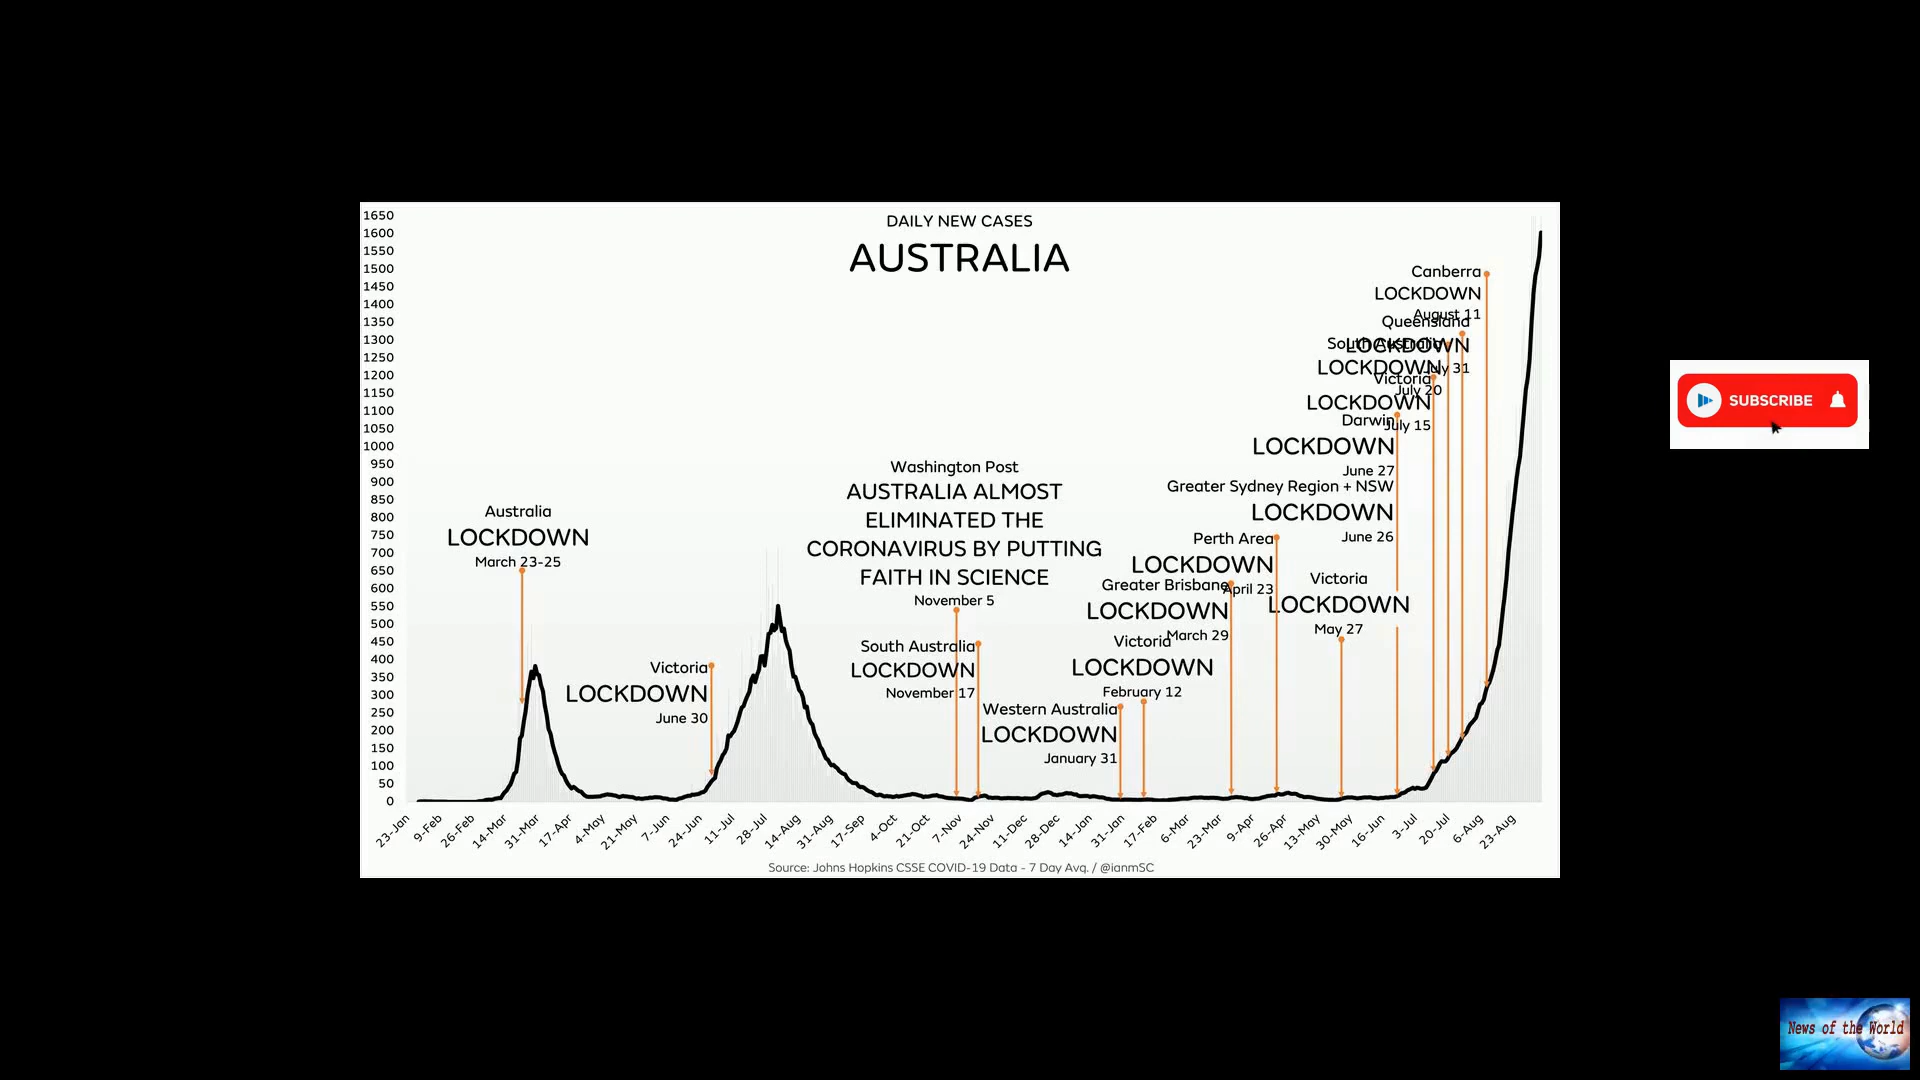 DAILY NEW CASES
AUSTRALIA
1650
1600
1550
1500
1450
1400
1350
1300
1250
1200
1150
1100
1050
1000
950
900
850
800
750
700
650
600
550
500
450
400
350
300
250
200
150
100
50
0
Australia
LOCKDOWN
March 23-25
Victoria
LOCKDOWN
June 30
Washington Post
AUSTRALIA ALMOST
ELIMINATED THE
CORONAVIRUS BY PUTTING
FAITH IN SCIENCE
November 5
South Australia
LOCKDOWN
November 17
Western Australia
LOCKDOWN
January 31
Victoria
LOCKDOWN
February 12
Greater Brisbane
LOCKDOWN
March 29
Perth Area
LOCKDOWN
April 23
Victoria
LOCKDOWN
May 27
Greater Sydney Region + NSW
LOCKDOWN
June 26
Darwin
LOCKDOWN
June 27
Victoria
LOCKDOWN
July 15
South Australia
LOCKDOWN
July 20
Queensland
LOCKDOWN
July 31
Canberra
LOCKDOWN
August 11
23-Jan
9-Feb
26-Feb
14-Mar
31-Mar
17-Apr
4-May
21-May
7-Jun
24-Jun
11-Jul
28-Jul
14-Aug
31-Aug
17-Sep
4-Oct
21-Oct
7-Nov
24-Nov
11-Dec
28-Dec
14-Jan
31-Jan
17-Feb
6-Mar
23-Mar
9-Apr
26-Apr
13-May
30-May
16-Jun
3-Jul
20-Jul
6-Aug
23-Aug
Source: Johns Hopkins CSSE COVID-19 Data - 7 Day Avg. / @ianmSC
SUBSCRIBE
News of the World